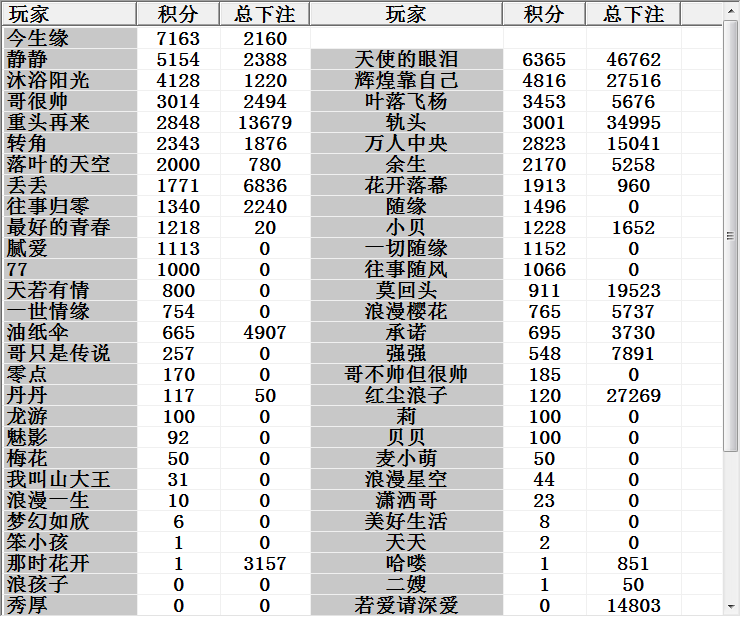 玩家 积分 总下注 玩家 积分 总下注
今生缘 7163 2160
静静 5154 2388 天使的眼泪 6365 46762
沐浴阳光 4128 1220 辉煌靠自己 4816 27516
哥很帅 3014 2494 叶落飞杨 3453 5676
重头再来 2848 13679 轨头 3001 34995
转角 2343 1876 万人中央 2823 15041
落叶的天空 2000 780 余生 2170 5258
丢丢 1771 6836 花开落幕 1913 960
往事归零 1340 2240 随缘 1496 0
最好的青春 1218 20 小贝 1228 1652
腻爱 1113 0 一切随缘 1152 0
77 1000 0 往事随风 1066 0
天若有情 800 0 莫回头 911 19523
一世情缘 754 0 浪漫樱花 765 5737
油纸伞 665 4907 承诺 695 3730
哥只是传说 257 0 强强 548 7891
零点 170 0 哥不帅但很帅 185 0
丹丹 117 50 红尘浪子 120 27269
龙游 100 0 莉 100 0
魅影 92 0 贝贝 100 0
梅花 50 0 麦小萌 50 0
我叫山大王 31 0 浪漫星空 44 0
浪漫一生 10 0 潇洒哥 23 0
梦幻如欣 6 0 美好生活 8 0
笨小孩 1 0 天天 2 0
那时花开 1 3157 哈喽 1 851
浪孩子 0 0 二嫂 1 50
秀厚 0 0 若爱请深爱 0 14803